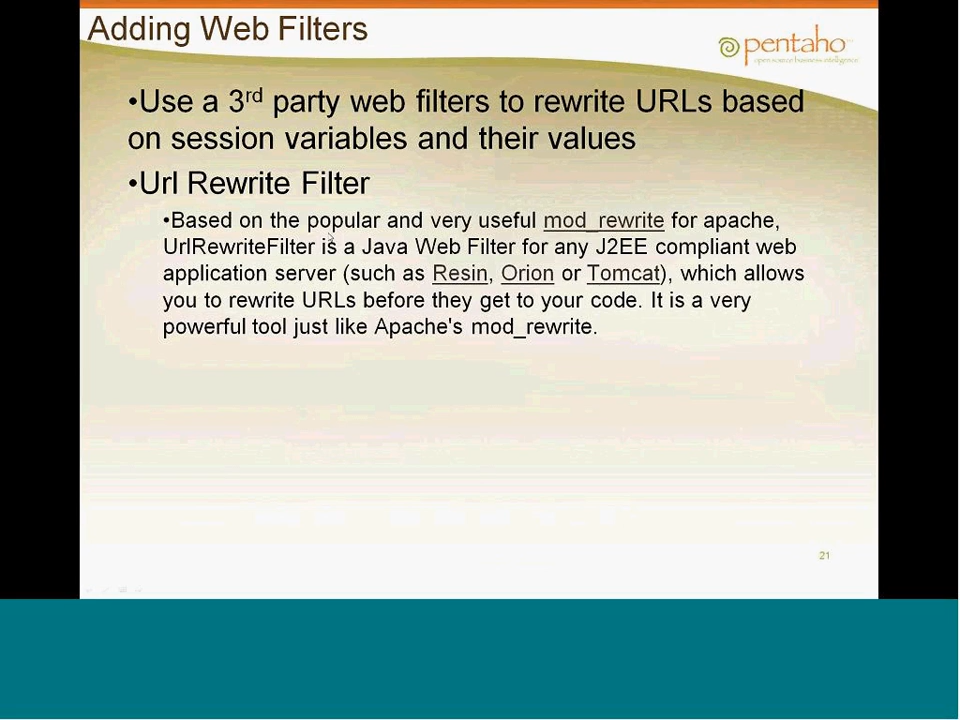 Adding Web Filters
pentaho
open source business intelligence
•Use a 3rd party web filters to rewrite URLs based
on session variables and their values
•Url Rewrite Filter
•Based on the popular and very useful mod_rewrite for apache,
UrlRewriteFilter is a Java Web Filter for any J2EE compliant web
application server (such as Resin, Orion or Tomcat), which allows
you to rewrite URLs before they get to your code. It is a very
powerful tool just like Apache's mod_rewrite.
21